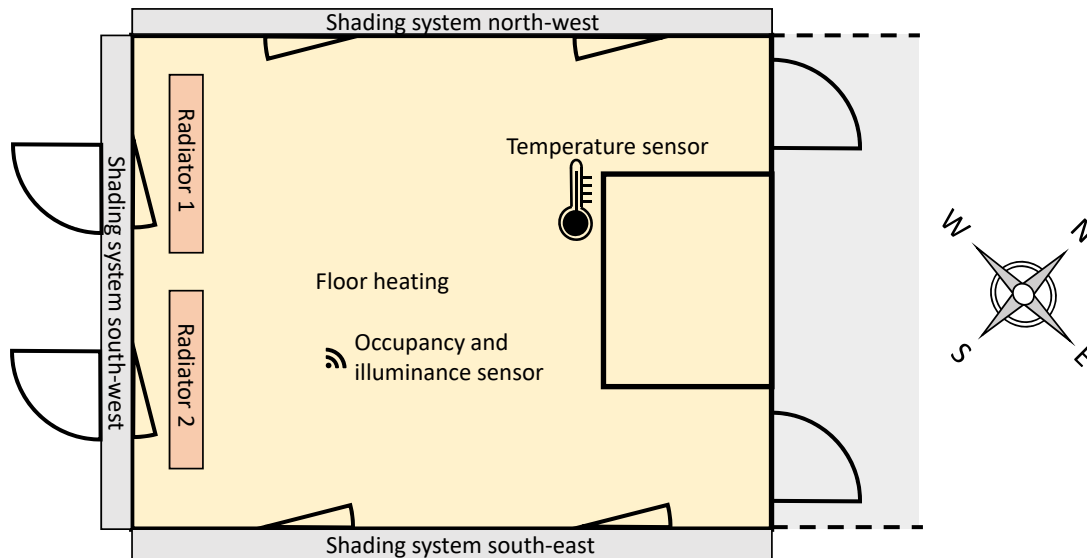 Shading system north-west
Radiator 1
Shading system south-west
Temperature sensor
W
N
Floor heating
Radiator 2
Occupancy and
illuminance sensor
S
E
Shading system south-east